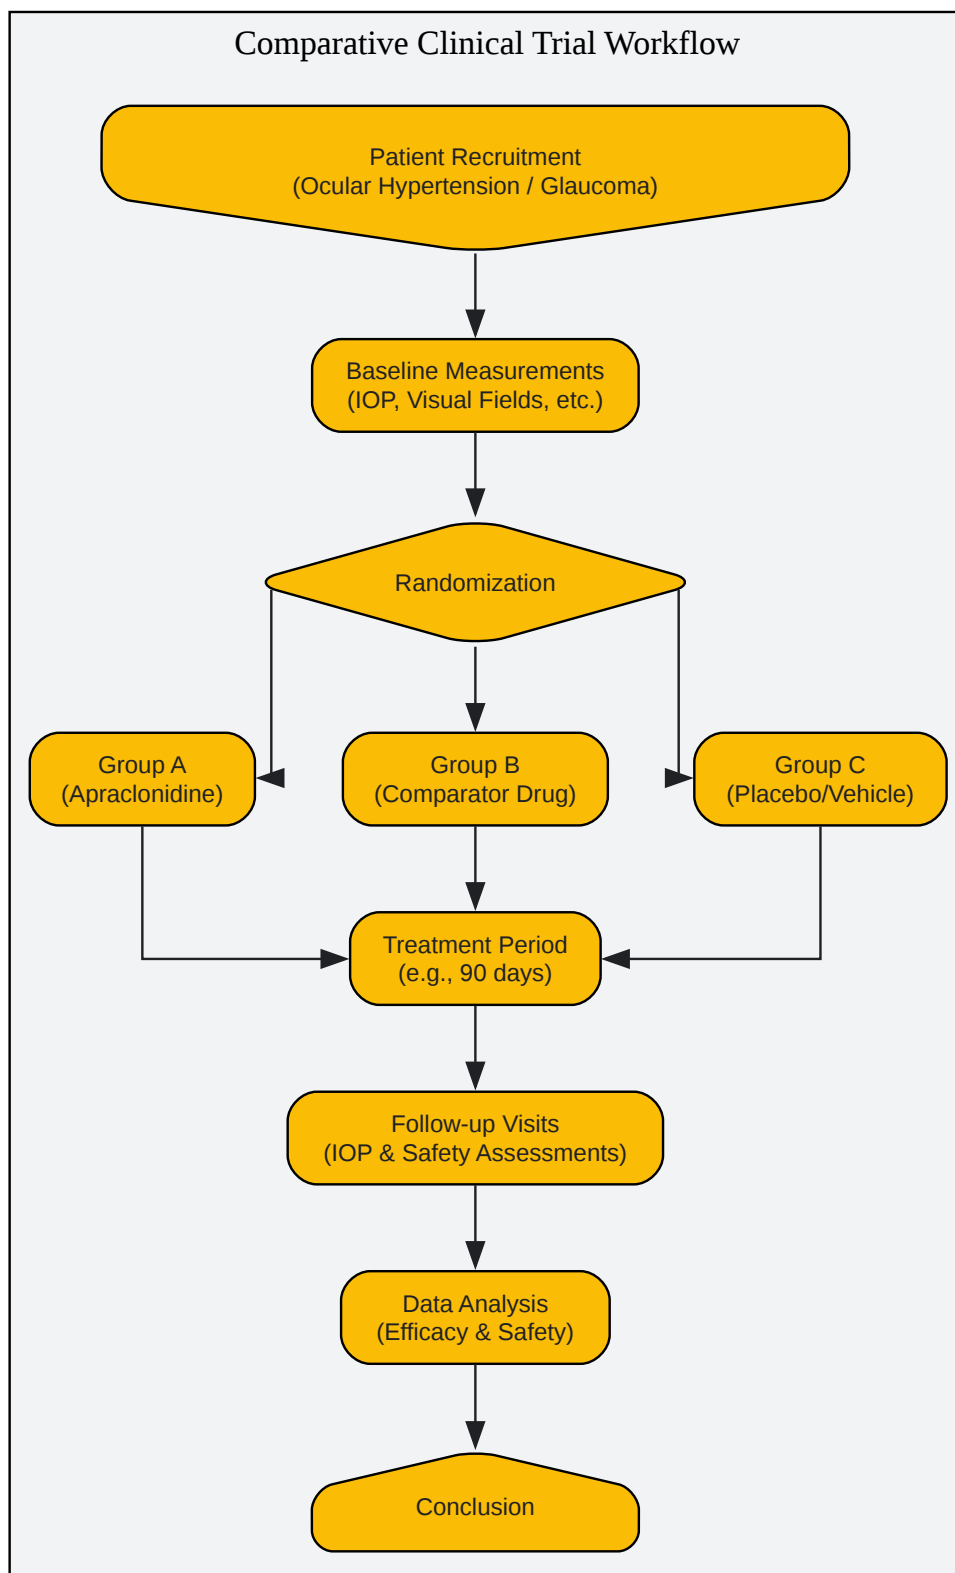 Comparative Clinical Trial Workflow
Patient Recruitment
(Ocular Hypertension / Glaucoma)
Baseline Measurements
(IOP, Visual Fields, etc.)
Randomization
Group A
(Apraclonidine)
Group B
(Comparator Drug)
Group C
(Placebo/Vehicle)
Treatment Period
(e.g., 90 days)
Follow-up Visits
(IOP & Safety Assessments)
Data Analysis
(Efficacy & Safety)
Conclusion